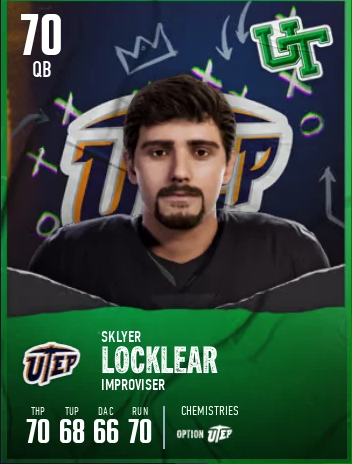 70
QB
UT
UTEP
SKLYER
UTEP
LOCKLEAR
IMPROVISER
THP TUP DAC RUN CHEMISTRIES
70 68 66 70 OPTION UTEP